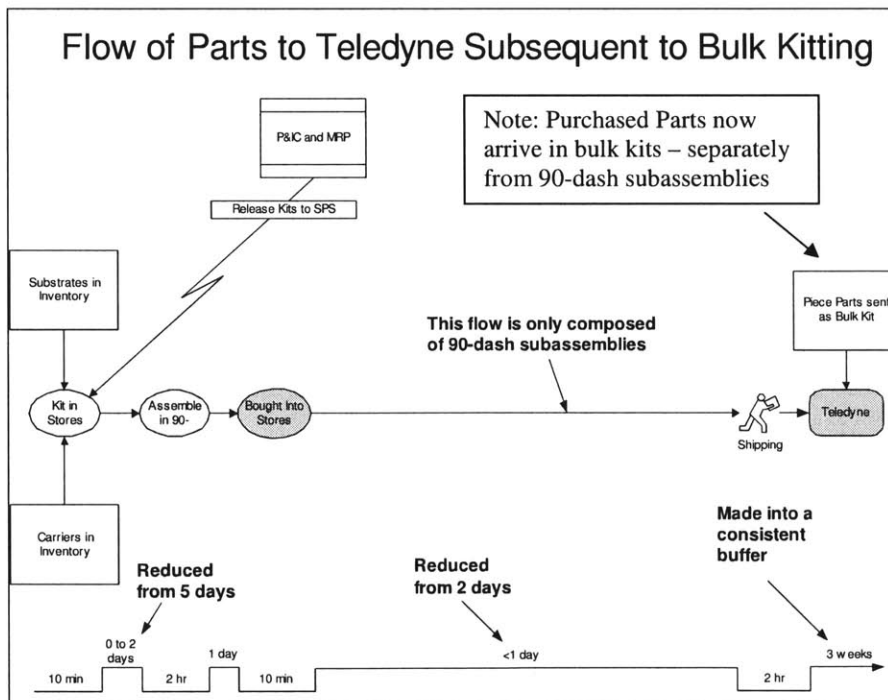 Flow of Parts to Teledyne Subsequent to Bulk Kitting
P&IC and MRP
Note: Purchased Parts now
arrive in bulk kits – separately
from 90-dash subassemblies
Release Kits to SPS
Substrates in
Inventory
Piece Parts sent
as Bulk Kit
This flow is only composed
of 90-dash subassemblies
Kit in
Stores
Assemble
in 90-
Bought Into
Stores
Teledyne
Shipping
Carriers in
Inventory
Made into a
consistent
buffer
Reduced
from 5 days
Reduced
from 2 days
0 to 2
days
1 day
<1 day
3 weeks
10 min
2 hr
10 min
2 hr